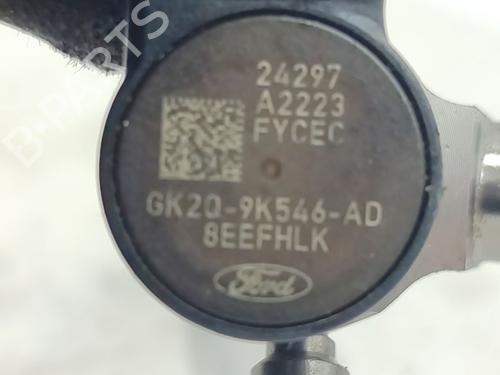 B-PARTS
24297
A2223
FYCEC
GK2Q-9K546-AD
8EEFHLK
Ford